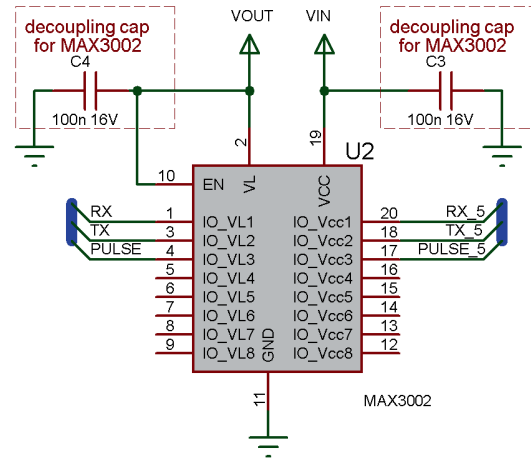 decoupling cap
for MAX3002
VOUT
VIN
decoupling cap
for MAX3002
C4
100n 16V
C3
100n 16V
2
19
U2
10
EN
VL
VCC
RX
1
IO_VL1
IO_Vcc1
20
RX_5
TX
3
IO_VL2
IO_Vcc2
18
TX_5
PULSE
4
IO_VL3
IO_Vcc3
17
PULSE_5
5
IO_VL4
IO_Vcc4
16
6
IO_VL5
IO_Vcc5
15
7
IO_VL6
IO_Vcc6
14
8
IO_VL7
IO_Vcc7
13
9
IO_VL8
GND
IO_Vcc8
12
11
MAX3002